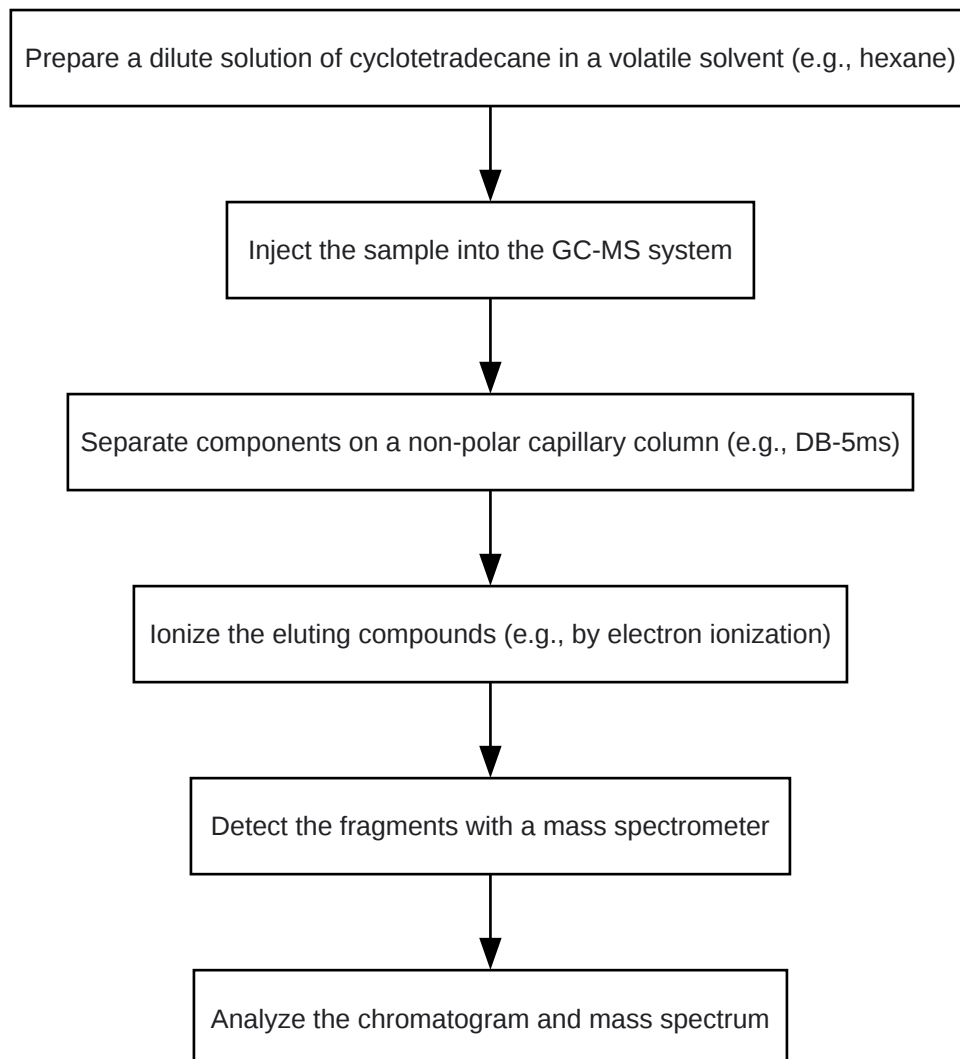 Prepare a dilute solution of cyclotetradecane in a volatile solvent (e.g., hexane)
Inject the sample into the GC-MS system
Separate components on a non-polar capillary column (e.g., DB-5ms)
Ionize the eluting compounds (e.g., by electron ionization)
Detect the fragments with a mass spectrometer
Analyze the chromatogram and mass spectrum